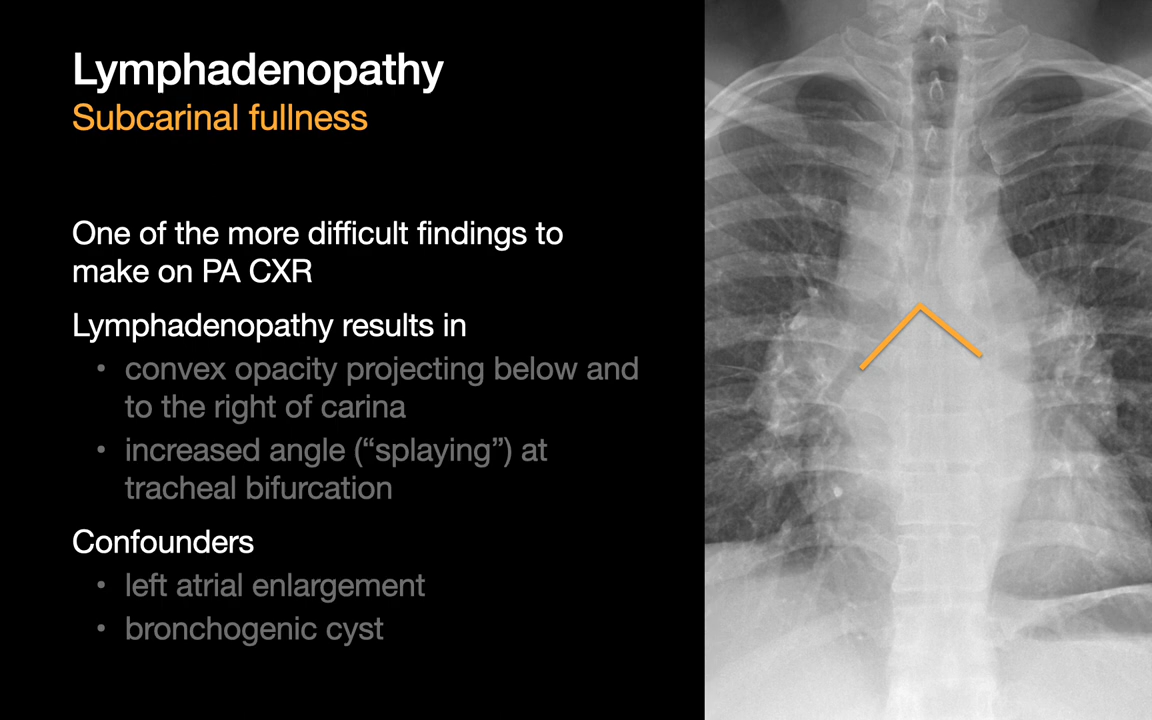 Lymphadenopathy
Subcarinal fullness
One of the more difficult findings to
make on PA CXR
Lymphadenopathy results in
• convex opacity projecting below and
to the right of carina
• increased angle (“splaying”) at
tracheal bifurcation
Confounders
• left atrial enlargement
• bronchogenic cyst